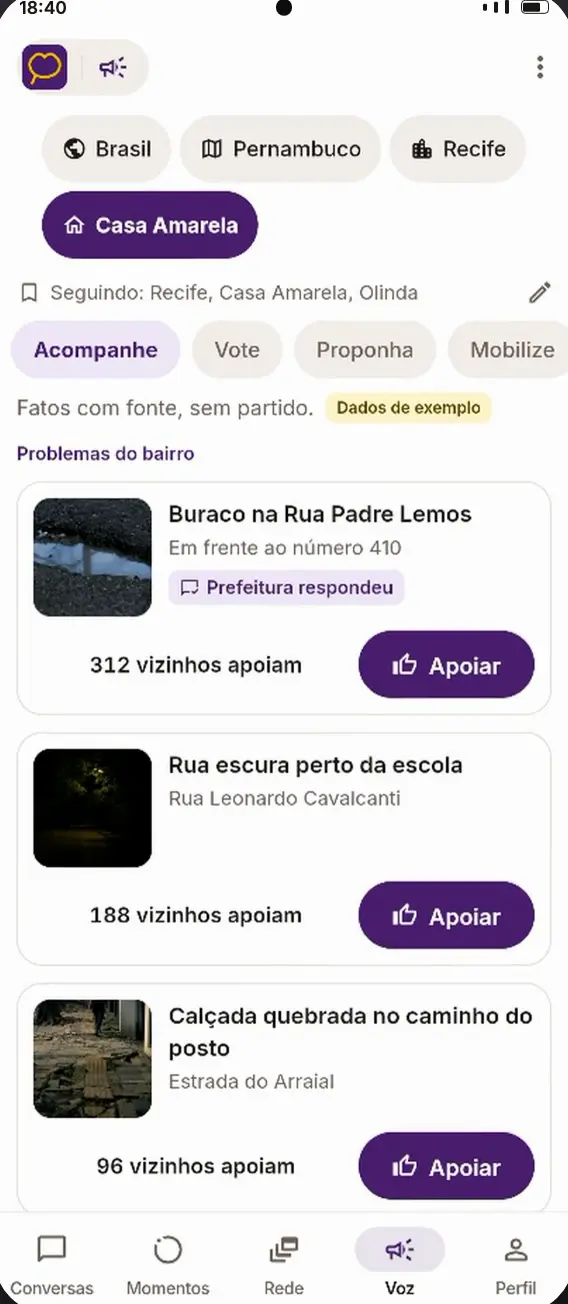 18:40
Brasil
Pernambuco
Recife
Casa Amarela
Seguindo: Recife, Casa Amarela, Olinda
Acompanhe
Vote
Proponha
Mobilize
Fatos com fonte, sem partido.
Dados de exemplo
Problemas do bairro
Buraco na Rua Padre Lemos
Em frente ao número 410
Prefeitura respondeu
312 vizinhos apoiam
Apoiar
Rua escura perto da escola
Rua Leonardo Cavalcanti
188 vizinhos apoiam
Apoiar
Calçada quebrada no caminho do
posto
Estrada do Arraial
96 vizinhos apoiam
Apoiar
Conversas
Momentos
Rede
Voz
Perfil